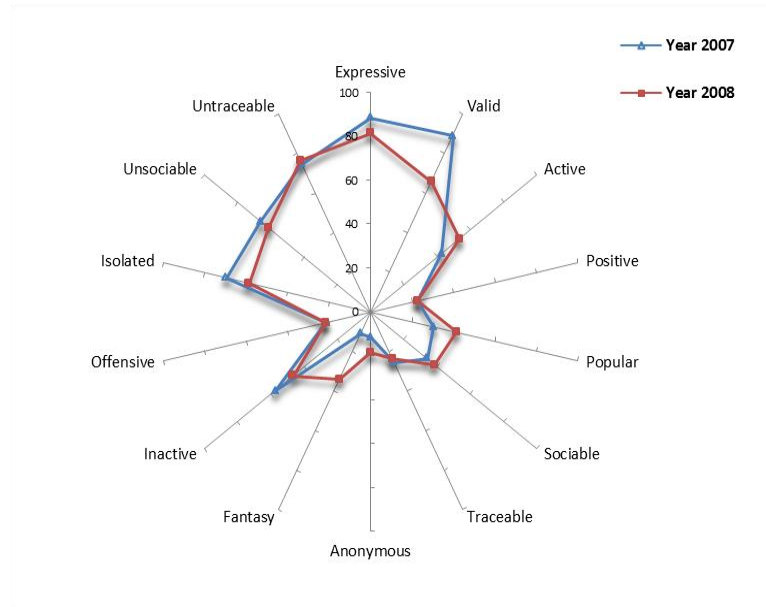 Year 2007
Year 2008
Expressive
Untraceable
Valid
Unsociable
Active
Isolated
Positive
Offensive
Popular
Inactive
Sociable
Fantasy
Traceable
Anonymous
100
80
60
40
20
0